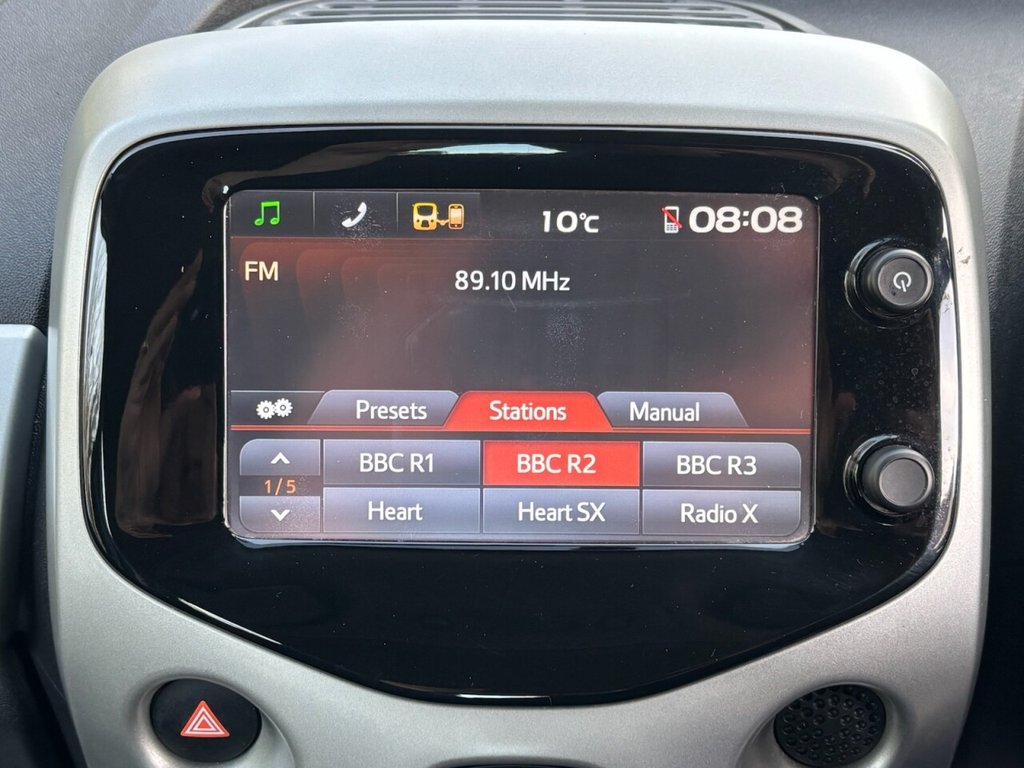 10°C 08:08
FM
89.10 MHz
Presets Stations Manual
BBC R1 BBC R2 BBC R3
1/5
Heart Heart SX Radio X